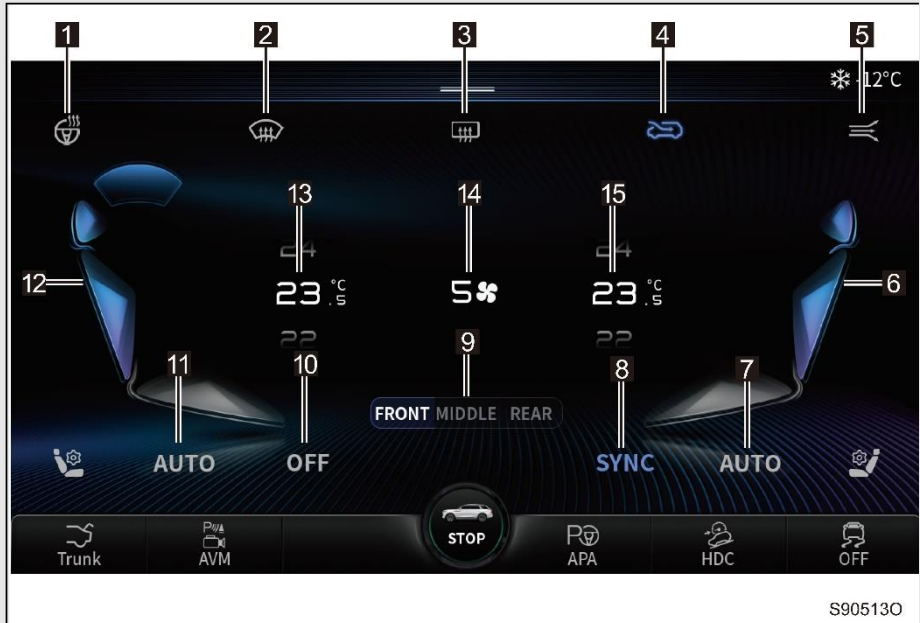 1 2 3 4 5
-12°C
13 14 15
24 24
12 23.5 °C 5 23.5 °C 6
22 22
11 10 9 8 7
FRONT MIDDLE REAR
AUTO OFF SYNC AUTO
STOP
Trunk AVM APA HDC OFF
S90513O